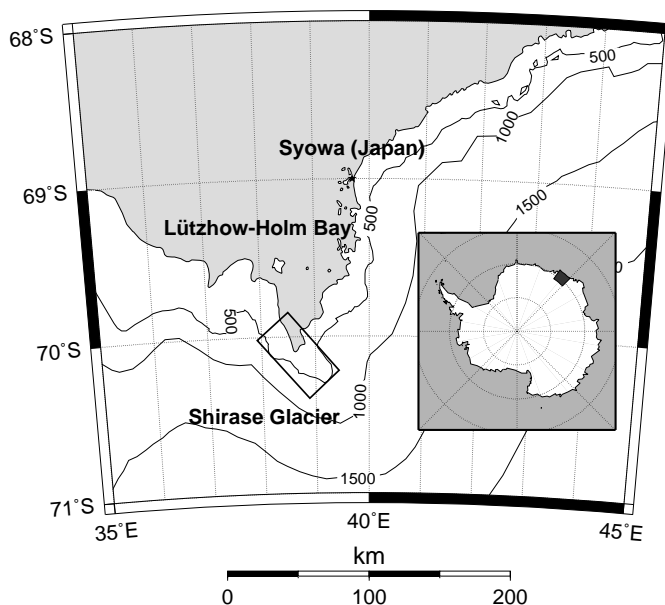 68˚S
500
1000
Syowa (Japan)
69˚S
1500
500
Lützhow-Holm Bay
500
70˚S
1000
Shirase Glacier
1500
71˚S
35˚E
40˚E
45˚E
km
0
100
200